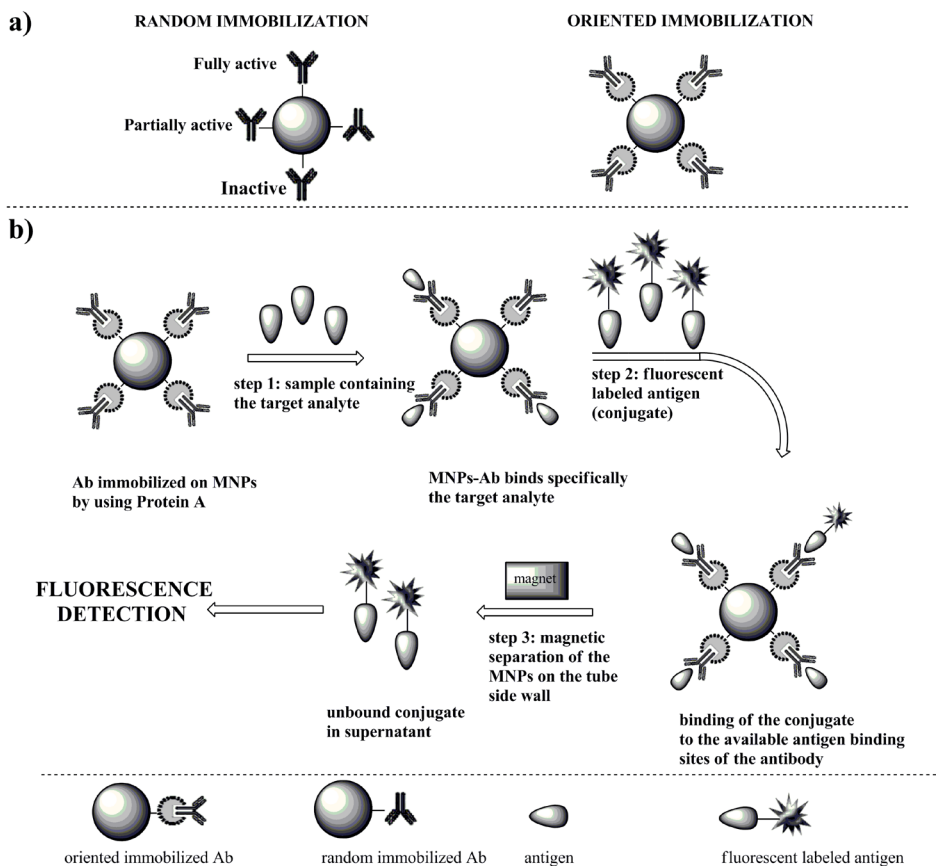 a)
RANDOM IMMOBILIZATION
ORIENTED IMMOBILIZATION
Fully active
Partially active
Inactive
b)
step 1: sample containing
the target analyte
step 2: fluorescent
labeled antigen
(conjugate)
Ab immobilized on MNPs
by using Protein A
MNPs-Ab binds specifically
the target analyte
FLUORESCENCE
DETECTION
magnet
step 3: magnetic
separation of the
MNPs on the tube
side wall
unbound conjugate
in supernatant
binding of the conjugate
to the available antigen binding
sites of the antibody
oriented immobilized Ab
random immobilized Ab
antigen
fluorescent labeled antigen